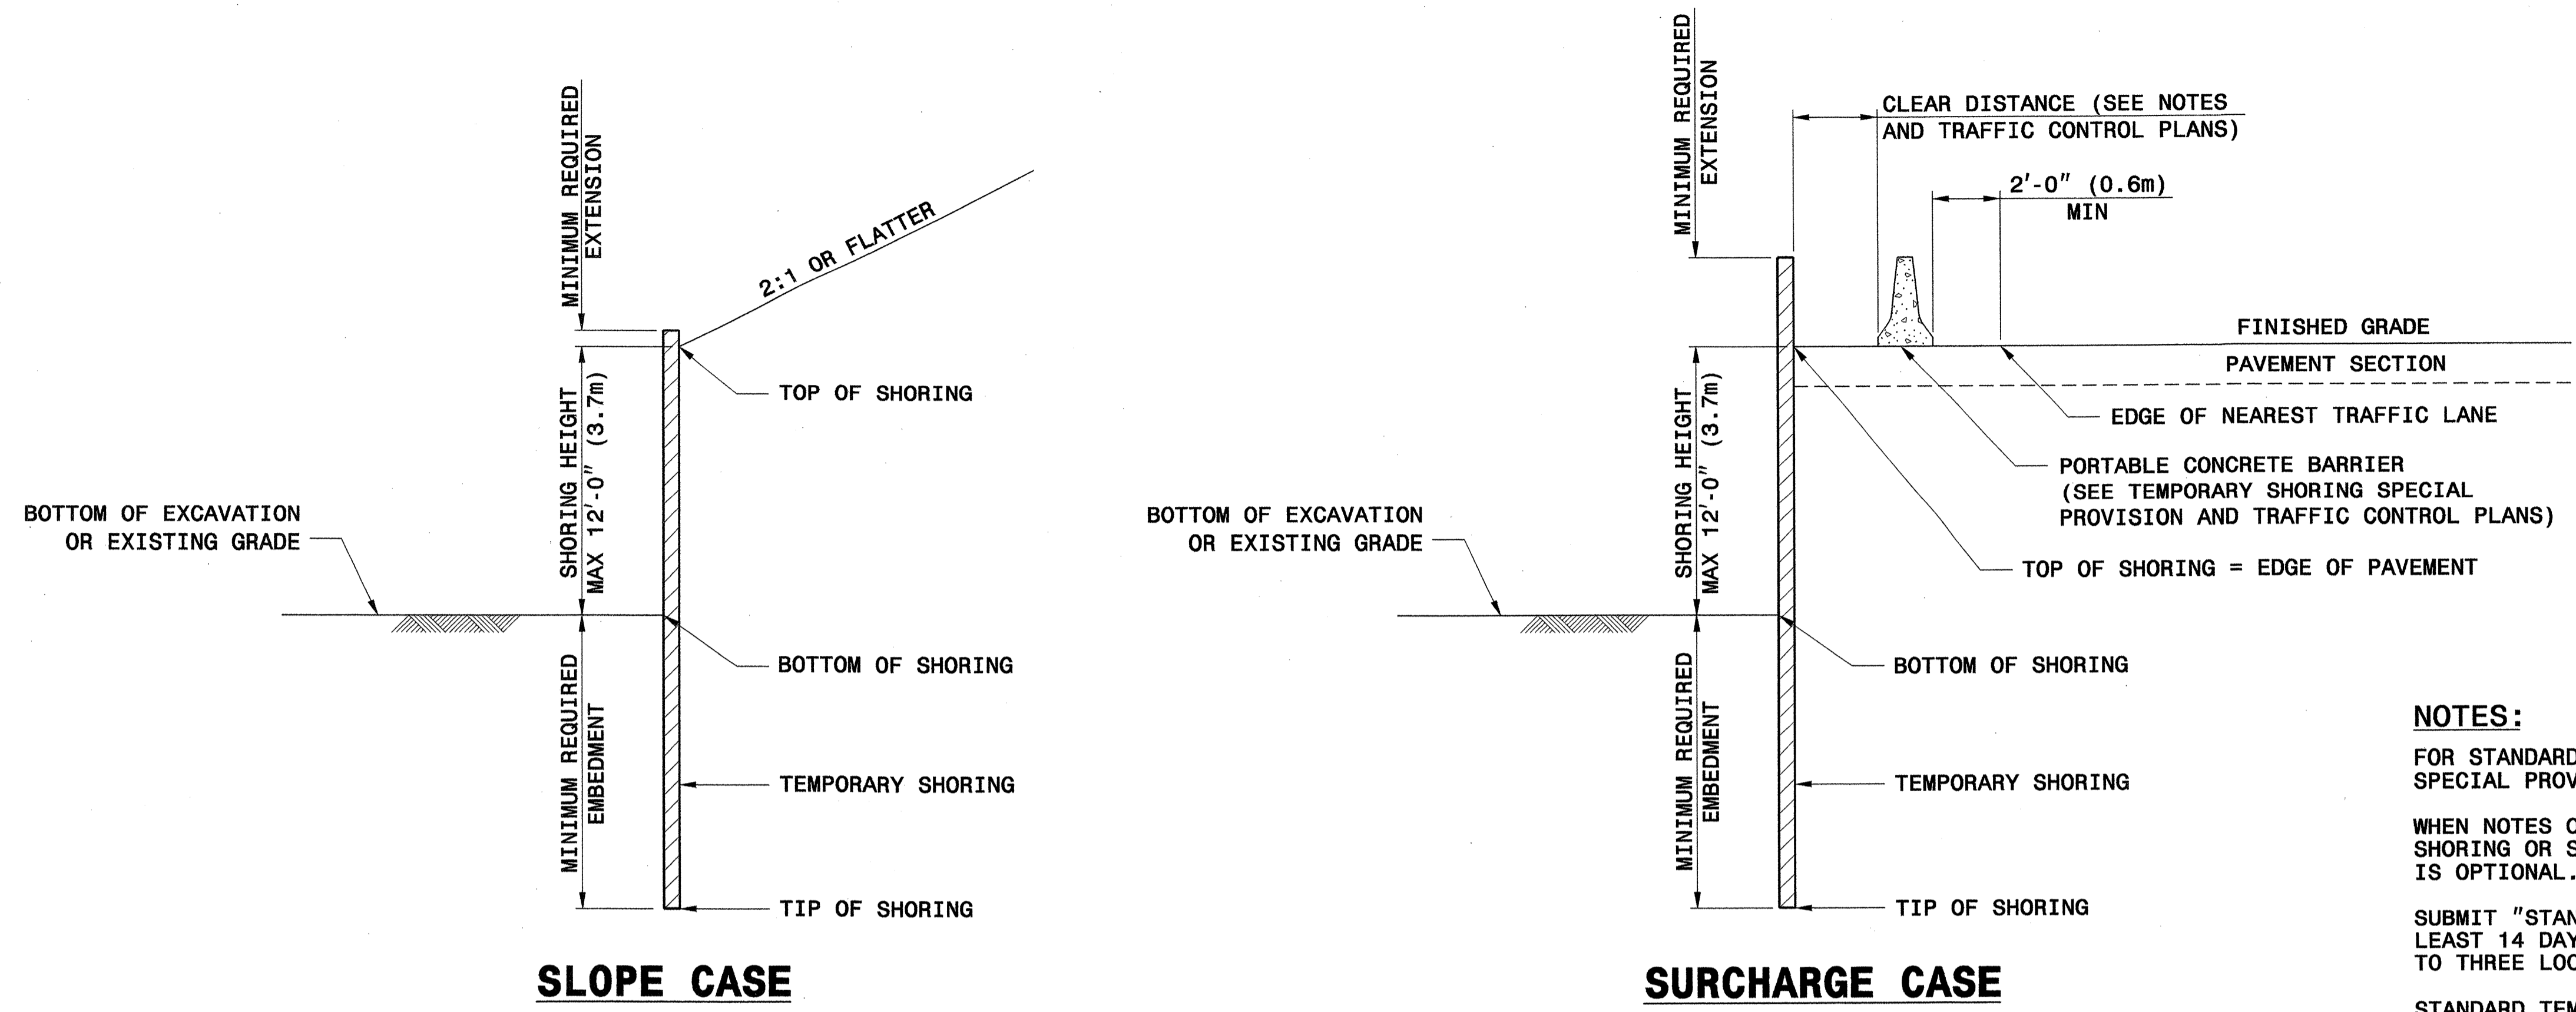 MINIMUM REQUIRED
EXTENSION
2:1 OR FLATTER
TOP OF SHORING
SHORING HEIGHT
MAX 12'-0" (3.7m)
BOTTOM OF EXCAVATION
OR EXISTING GRADE
BOTTOM OF SHORING
MINIMUM REQUIRED
EMBEDMENT
TEMPORARY SHORING
TIP OF SHORING
SLOPE CASE
MINIMUM REQUIRED
EXTENSION
CLEAR DISTANCE (SEE NOTES
AND TRAFFIC CONTROL PLANS)
2'-0" (0.6m)
MIN
FINISHED GRADE
PAVEMENT SECTION
EDGE OF NEAREST TRAFFIC LANE
PORTABLE CONCRETE BARRIER
(SEE TEMPORARY SHORING SPECIAL
PROVISION AND TRAFFIC CONTROL PLANS)
TOP OF SHORING = EDGE OF PAVEMENT
SHORING HEIGHT
MAX 12'-0" (3.7m)
BOTTOM OF EXCAVATION
OR EXISTING GRADE
BOTTOM OF SHORING
MINIMUM REQUIRED
EMBEDMENT
TEMPORARY SHORING
TIP OF SHORING
SURCHARGE CASE
NOTES:
FOR STANDARD
SPECIAL PROV
WHEN NOTES
SHORING OR S
IS OPTIONAL.
SUBMIT "STAN
LEAST 14 DAY
TO THREE LOC
STANDARD TEM